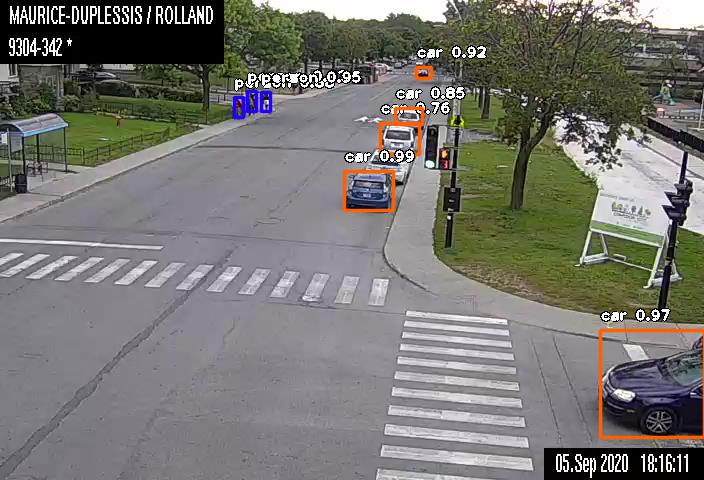 MAURICE-DUPLESSIS / ROLLAND
9304-342 *
car 0.92
person 0.95
car 0.85
car 0.76
car 0.99
car 0.97
05.Sep 2020 18:16:11